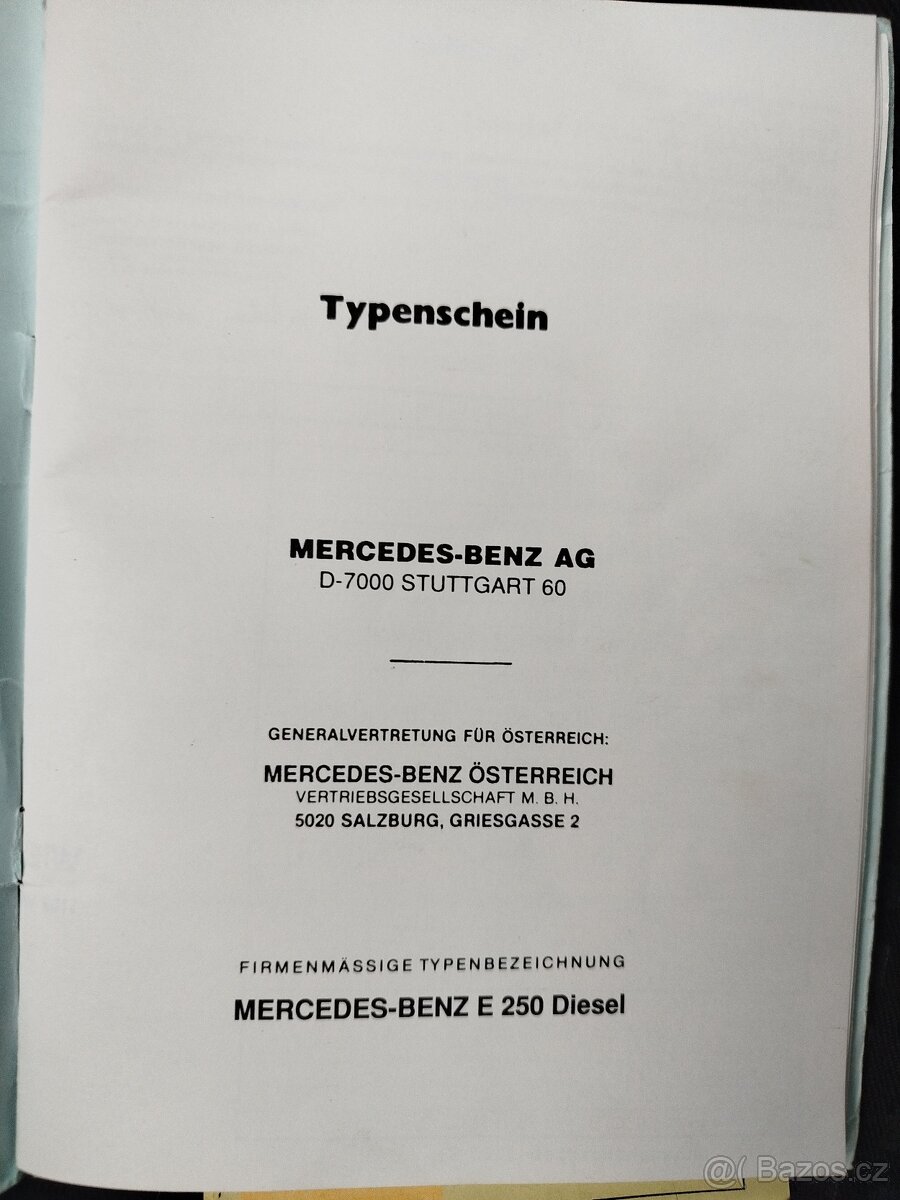 Typenschein
MERCEDES-BENZ AG
D-7000 STUTTGART 60
GENERALVERTRETUNG FÜR ÖSTERREICH:
MERCEDES-BENZ ÖSTERREICH
VERTRIEBSGESELLSCHAFT M. B. H.
5020 SALZBURG, GRIESGASSE 2
FIRMENMÄSSIGE TYPENBEZEICHNUNG
MERCEDES-BENZ E 250 Diesel
@( Bazos.cz